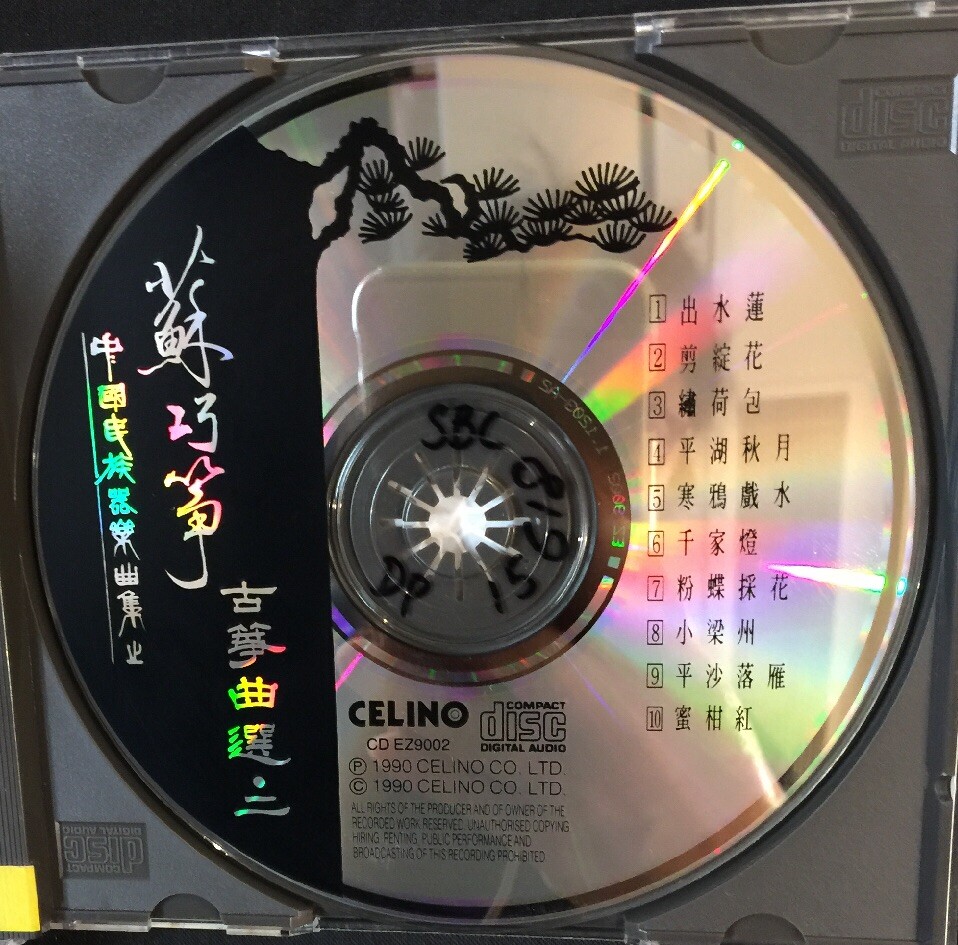 蘇巧箏
中國民族器樂曲集止
古箏曲選·二
1 出水蓮
2 剪綻花
3 繡荷包
4 平湖秋月
5 寒鴉戲水
6 千家燈
7 粉蝶採花
8 小梁州
9 平沙落雁
10 蜜柑紅
SBL
DP 15
CELINO
COMPACT
disc
DIGITAL AUDIO
CD EZ9002
Ⓟ 1990 CELINO CO. LTD.
© 1990 CELINO CO. LTD.
ALL RIGHTS OF THE PRODUCER AND OF OWNER OF THE
RECORDED WORK RESERVED. UNAUTHORISED COPYING
HIRING, RENTING, PUBLIC PERFORMANCE AND
BROADCASTING OF THIS RECORDING PROHIBITED
COMPACT
disc
DIGITAL AUDIO
COMPACT
disc
DIGITAL AUDIO